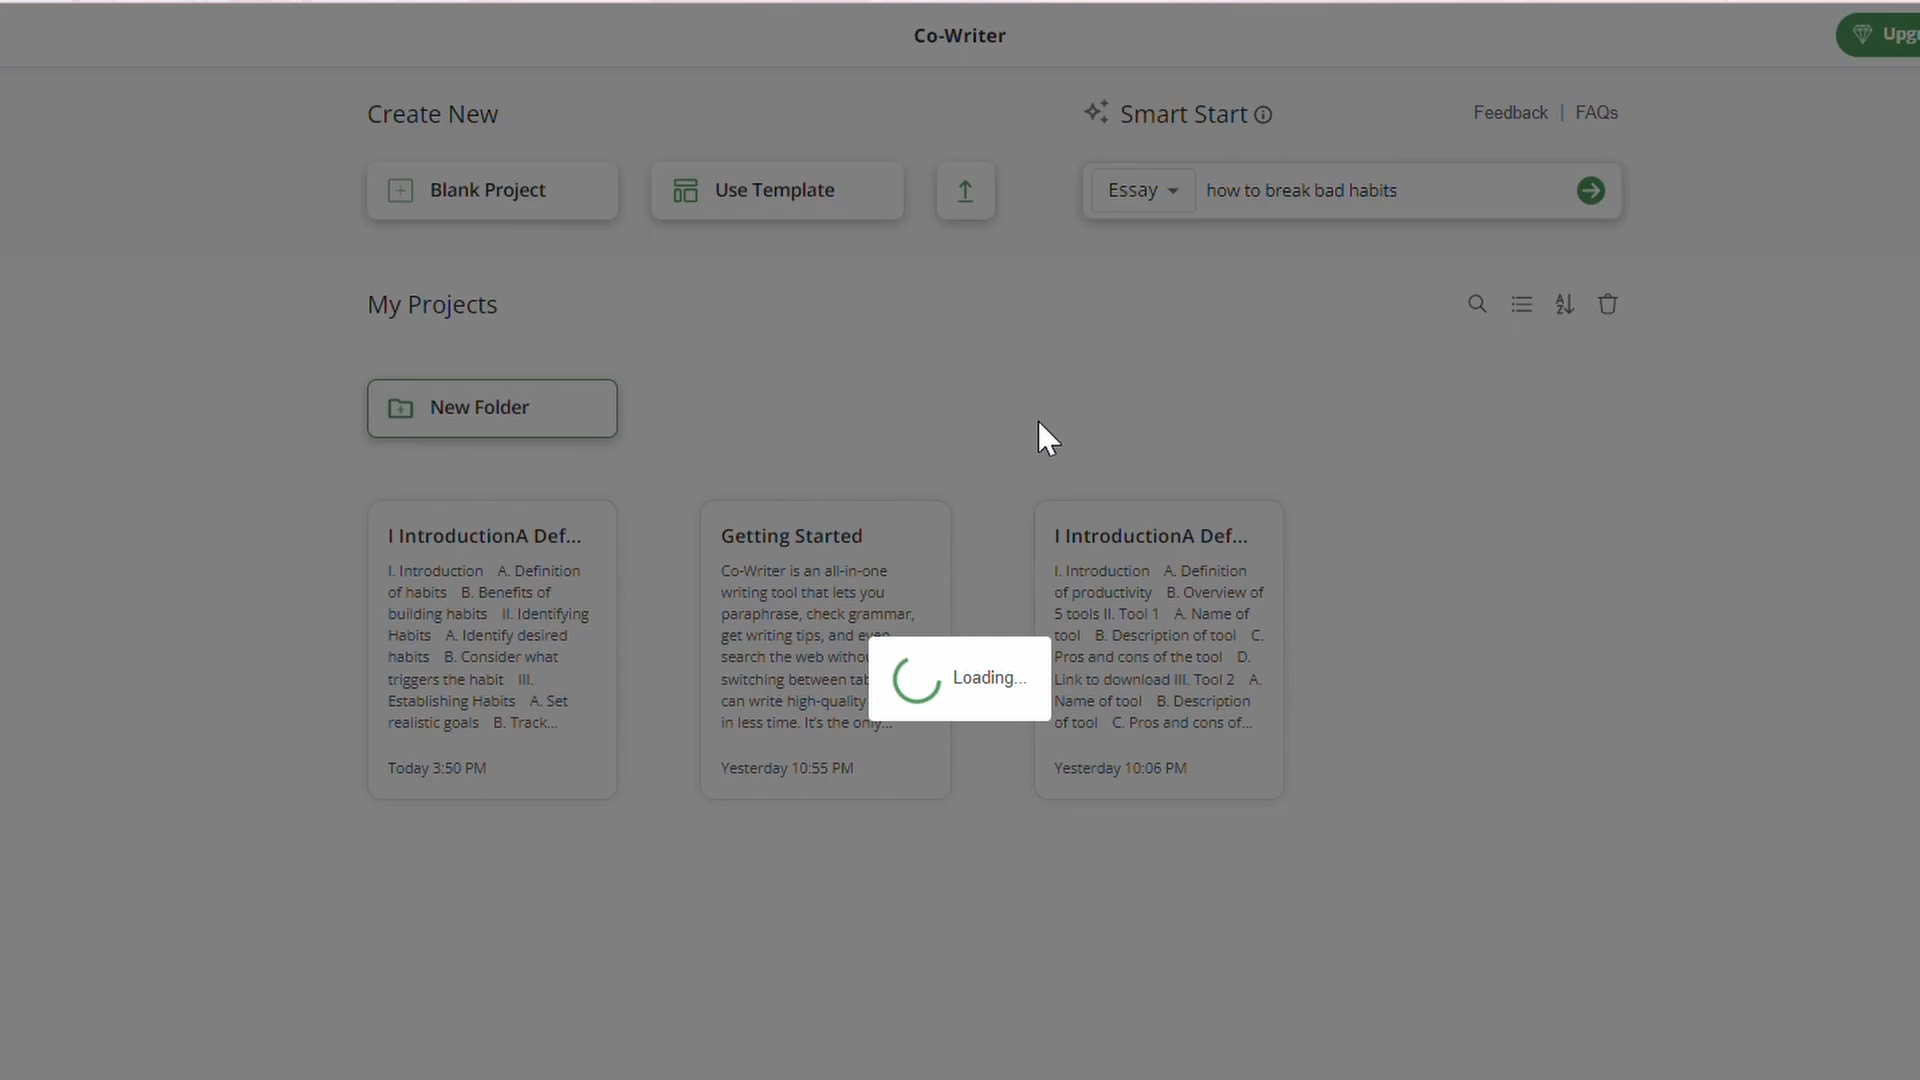 Co-Writer
Upgr
Create New
Smart Start
Feedback | FAQs
Blank Project
Use Template
Essay
how to break bad habits
My Projects
New Folder
I IntroductionA Def...
I. Introduction A. Definition
of habits B. Benefits of
building habits II. Identifying
Habits A. Identify desired
habits B. Consider what
triggers the habit III.
Establishing Habits A. Set
realistic goals B. Track...
Today 3:50 PM
Getting Started
Co-Writer is an all-in-one
writing tool that lets you
paraphrase, check grammar,
get writing tips, and even
search the web withou
switching between tab
can write high-quality
in less time. It's the only...
Yesterday 10:55 PM
I IntroductionA Def...
I. Introduction A. Definition
of productivity B. Overview of
5 tools II. Tool 1 A. Name of
tool B. Description of tool C.
Pros and cons of the tool D.
Link to download III. Tool 2 A.
Name of tool B. Description
of tool C. Pros and cons of...
Yesterday 10:06 PM
Loading...